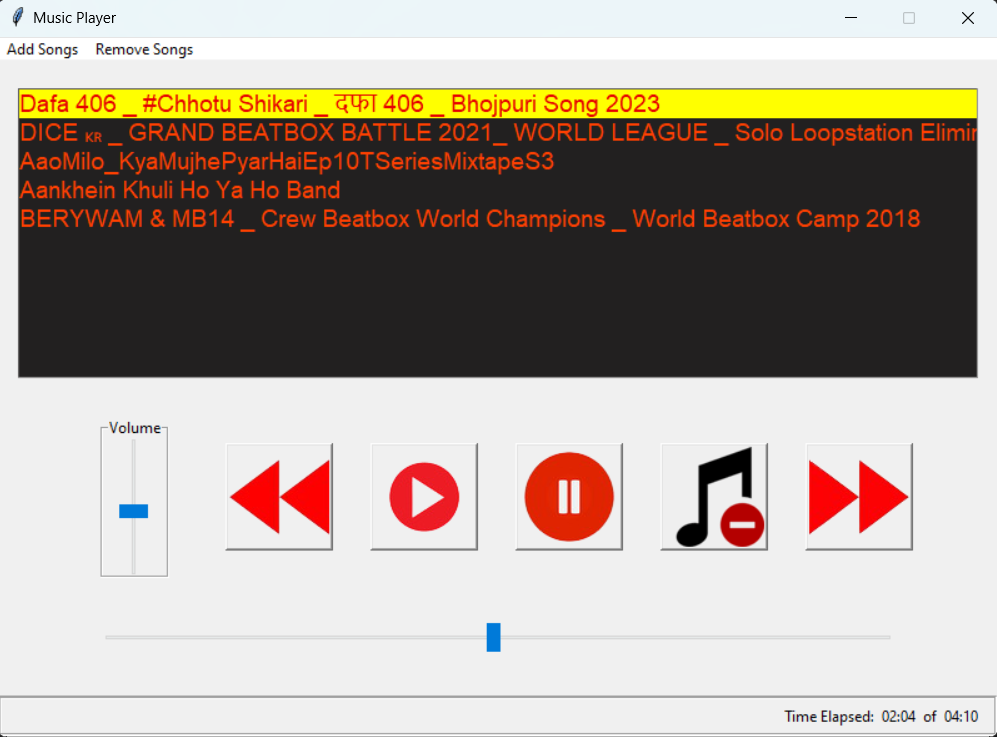 Music Player
Add Songs Remove Songs
Dafa 406 _ #Chhotu Shikari _ दफा 406 _ Bhojpuri Song 2023
DICE KR _ GRAND BEATBOX BATTLE 2021_ WORLD LEAGUE _ Solo Loopstation Elimin
AaoMilo_KyaMujhePyarHaiEp10TSeriesMixtapeS3
Aankhein Khuli Ho Ya Ho Band
BERYWAM & MB14 _ Crew Beatbox World Champions _ World Beatbox Camp 2018
Volume
Time Elapsed: 02:04 of 04:10